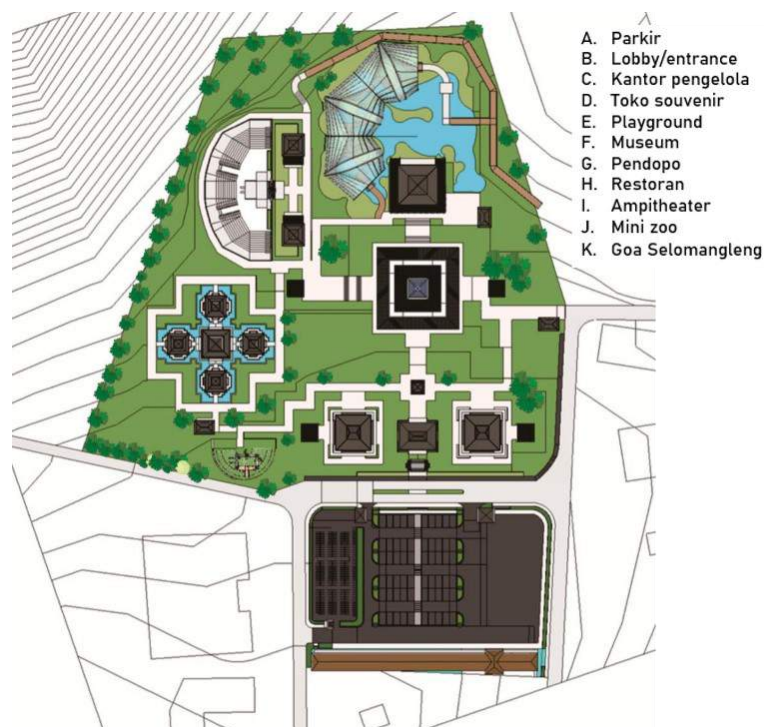 A. Parkir
B. Lobby/entrance
C. Kantor pengelola
D. Toko souvenir
E. Playground
F. Museum
G. Pendopo
H. Restoran
I. Ampitheater
J. Mini zoo
K. Goa Selomangleng